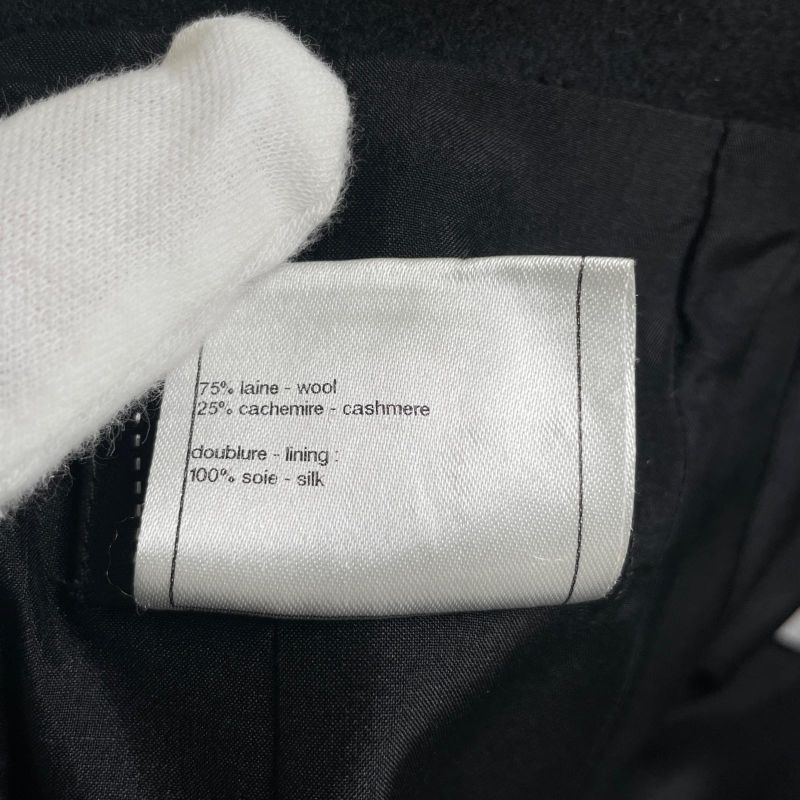 75% laine - wool
25% cachemire - cashmere
doublure - lining :
100% soie - silk